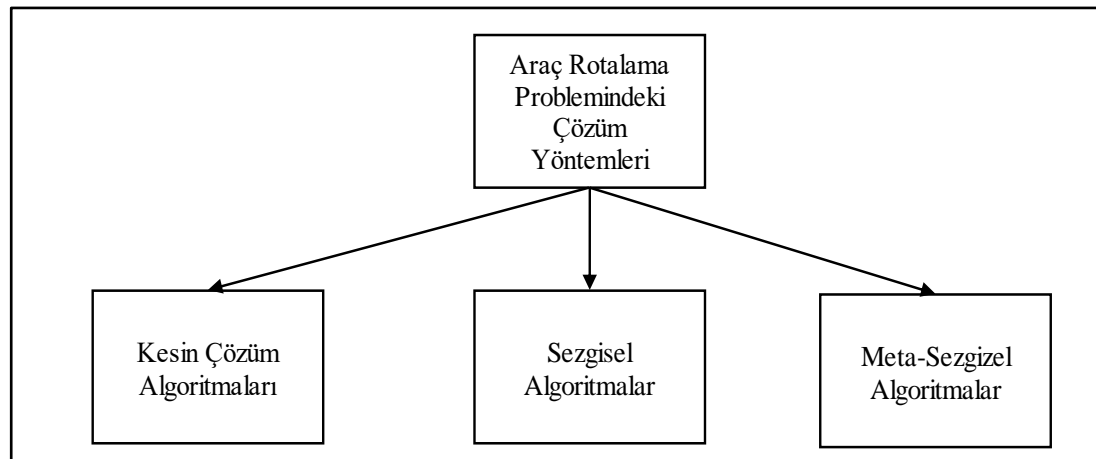 Araç Rotalama
Problemindeki
Çözüm
Yöntemleri
Kesin Çözüm
Algoritmaları
Sezgisel
Algoritmalar
Meta-Sezgizel
Algoritmalar